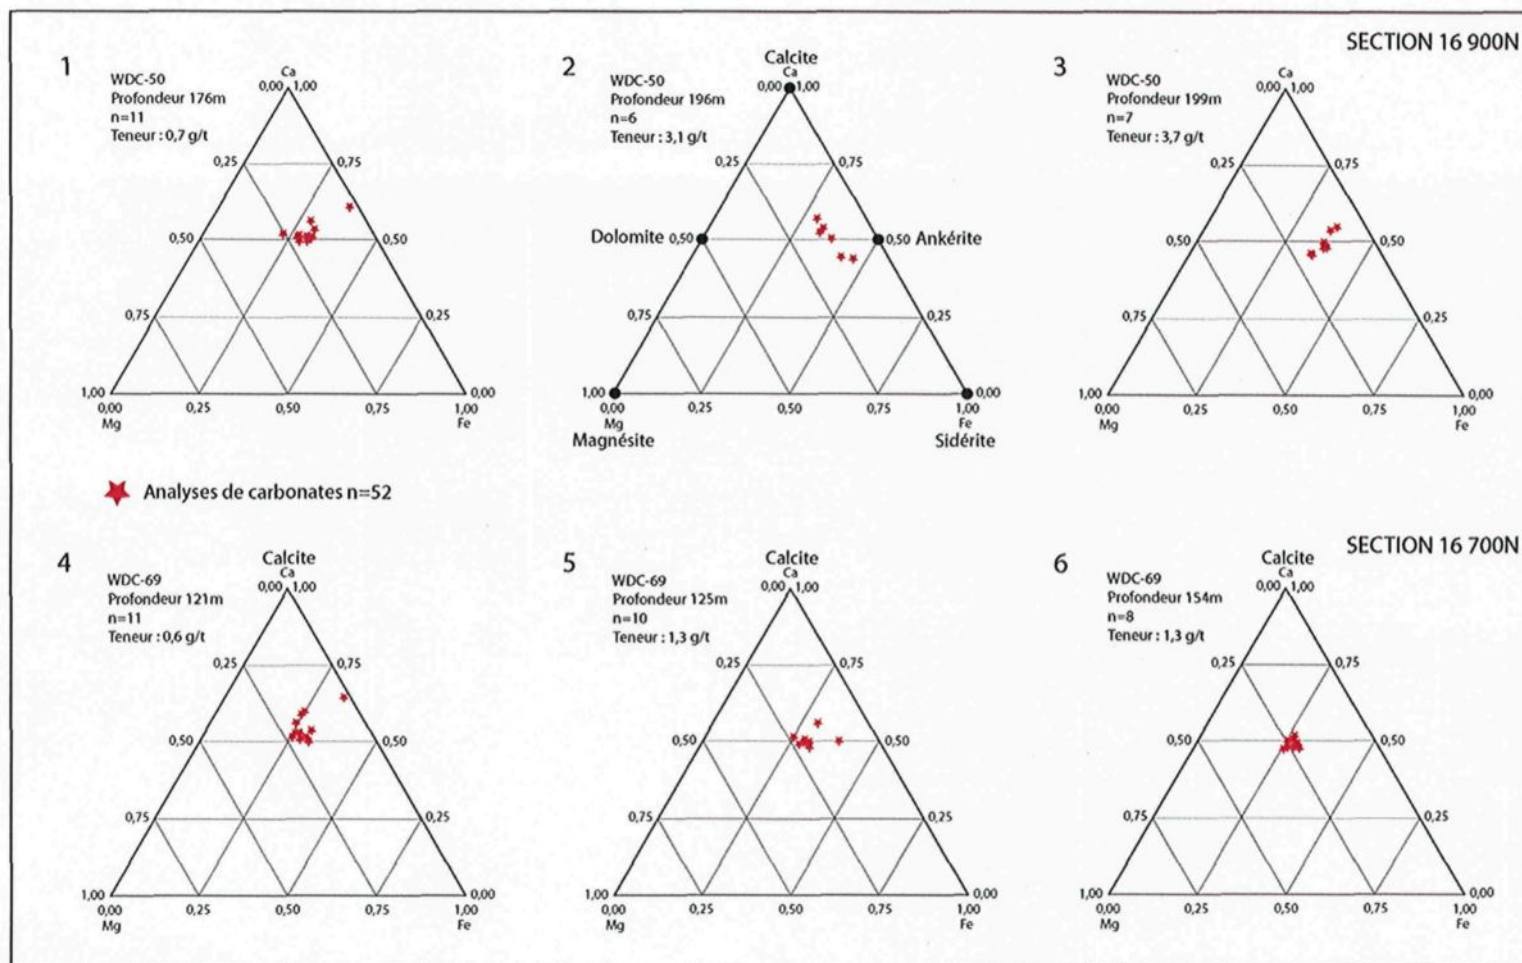 SECTION 16 900N
1
WDC-50
Profondeur 176m
n=11
Teneur : 0,7 g/t
Ca
0,00 1,00
0,25 0,75
0,50 0,50
0,75 0,25
1,00 0,00
0,00 0,25 0,50 0,75 1,00
Mg Fe
2
WDC-50
Profondeur 196m
n=6
Teneur : 3,1 g/t
Calcite
Ca
0,00 1,00
0,25 0,75
Dolomite 0,50 0,50 Ankérite
0,75 0,25
1,00 0,00
0,00 0,25 0,50 0,75 1,00
Mg Fe
Magnésite Sidérite
3
WDC-50
Profondeur 199m
n=7
Teneur : 3,7 g/t
Ca
0,00 1,00
0,25 0,75
0,50 0,50
0,75 0,25
1,00 0,00
0,00 0,25 0,50 0,75 1,00
Mg Fe
Analyses de carbonates n=52
SECTION 16 700N
4
WDC-69
Profondeur 121m
n=11
Teneur : 0,6 g/t
Calcite
Ca
0,00 1,00
0,25 0,75
0,50 0,50
0,75 0,25
1,00 0,00
0,00 0,25 0,50 0,75 1,00
Mg Fe
5
WDC-69
Profondeur 125m
n=10
Teneur : 1,3 g/t
Calcite
Ca
0,00 1,00
0,25 0,75
0,50 0,50
0,75 0,25
1,00 0,00
0,00 0,25 0,50 0,75 1,00
Mg Fe
6
WDC-69
Profondeur 154m
n=8
Teneur : 1,3 g/t
Calcite
Ca
0,00 1,00
0,25 0,75
0,50 0,50
0,75 0,25
1,00 0,00
0,00 0,25 0,50 0,75 1,00
Mg Fe